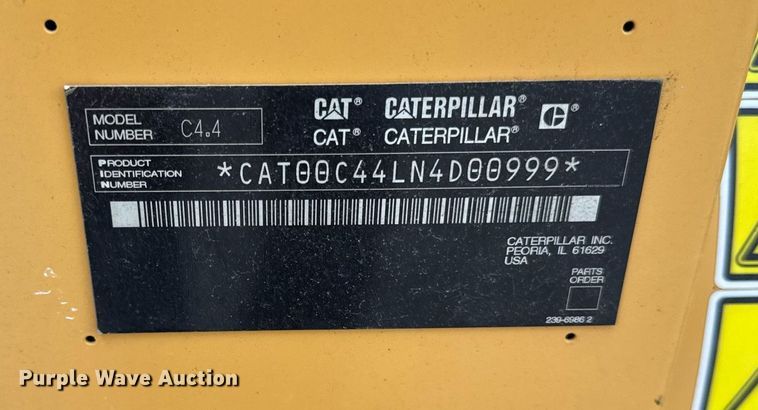 CAT® CATERPILLAR®
CAT® CATERPILLAR®
MODEL NUMBER C4.4
PRODUCT IDENTIFICATION NUMBER *CAT00C44LN4D00999*
CATERPILLAR INC.
PEORIA, IL 61629
USA
PARTS
ORDER
239-6986 2
Purple Wave Auction